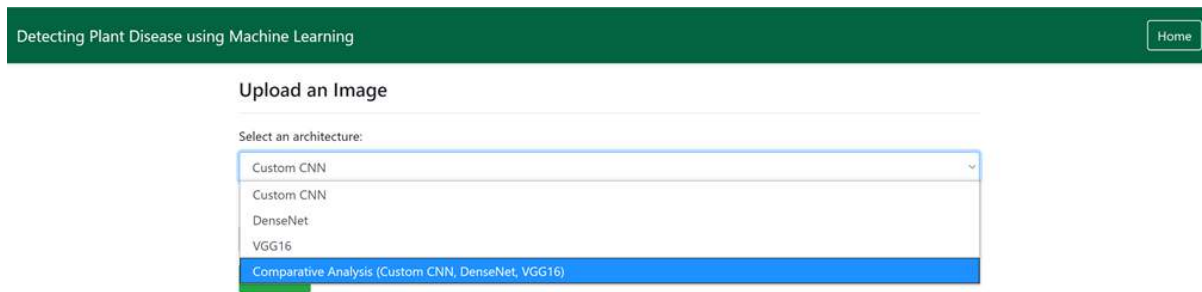 Detecting Plant Disease using Machine Learning
Home
Upload an Image
Select an architecture:
Custom CNN
Custom CNN
DenseNet
VGG16
Comparative Analysis (Custom CNN, DenseNet, VGG16)